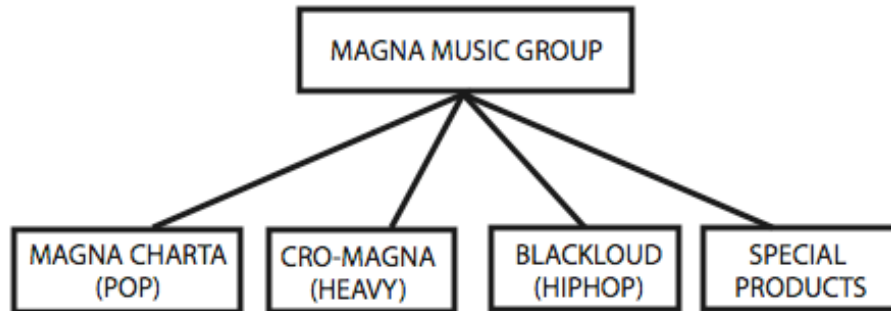 MAGNA MUSIC GROUP
MAGNA CHARTA
(POP)
CRO-MAGNA
(HEAVY)
BLACKLOUD
(HIPHOP)
SPECIAL
PRODUCTS